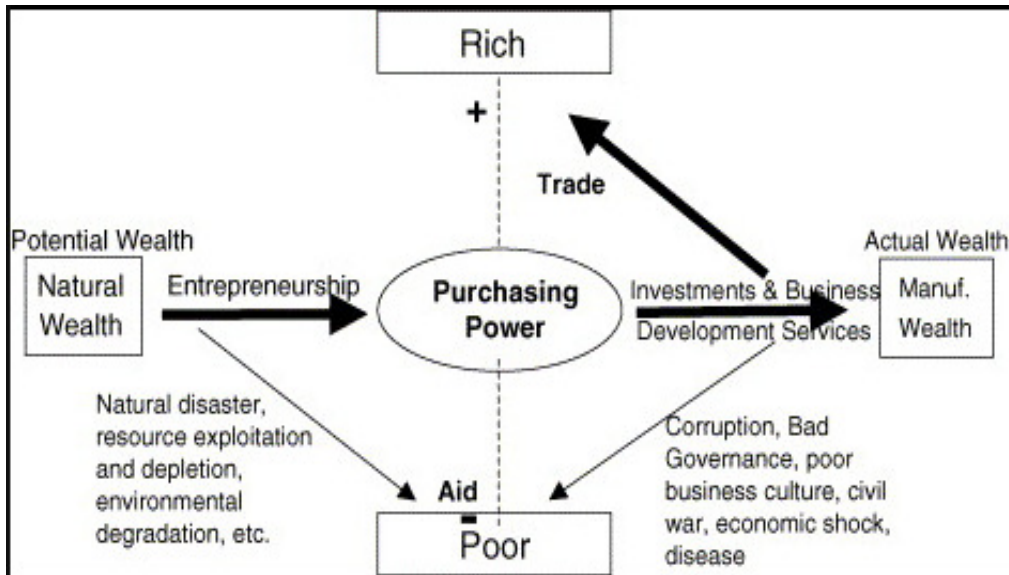 Rich
+
Trade
Potential Wealth
Natural
Wealth
Entrepreneurship
Purchasing
Power
Investments & Business
Development Services
Actual Wealth
Manuf.
Wealth
Natural disaster,
resource exploitation
and depletion,
environmental
degradation, etc.
Aid
-
Poor
Corruption, Bad
Governance, poor
business culture, civil
war, economic shock,
disease